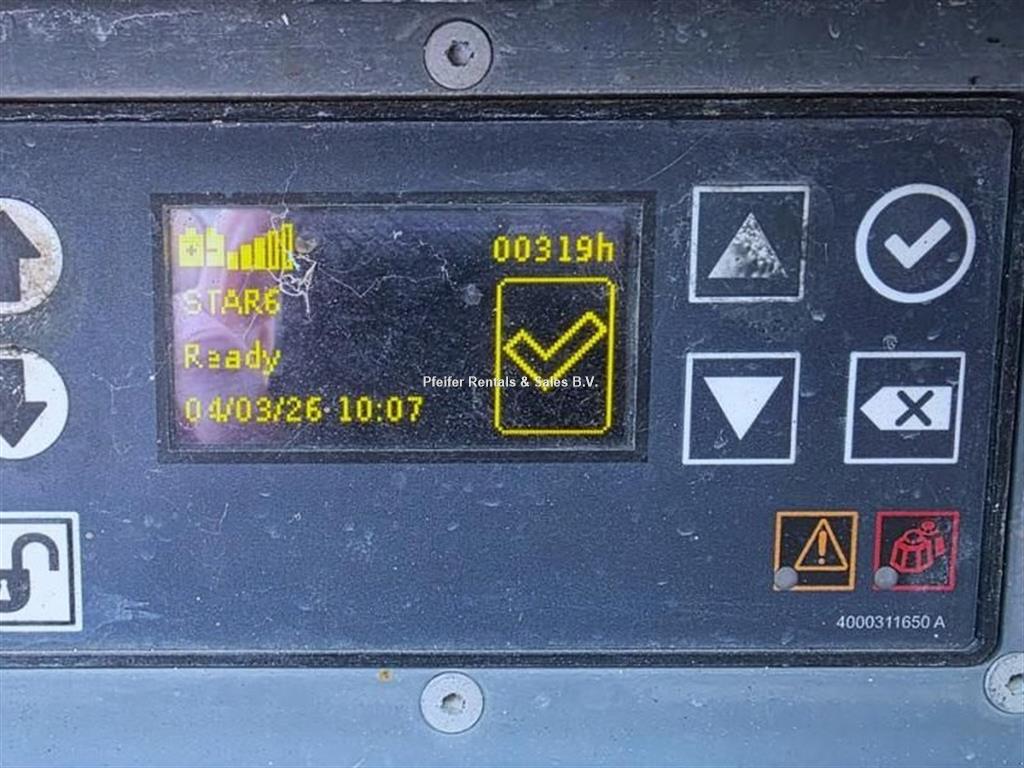 00319h
STAR6
Ready
04/03/26 10:07
Pfeifer Rentals & Sales B.V.
4000311650 A